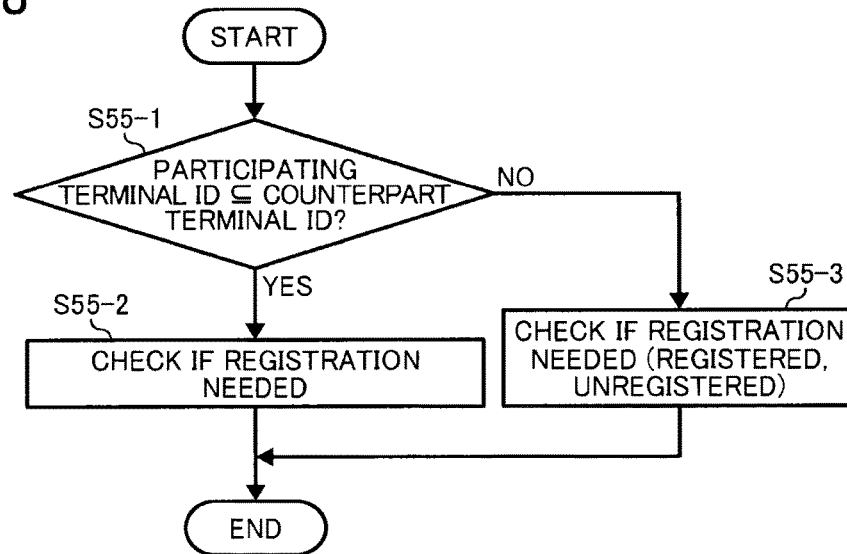 START
S55-1
PARTICIPATING
TERMINAL ID ⊆ COUNTERPART
TERMINAL ID?
NO
YES
S55-2
CHECK IF REGISTRATION
NEEDED
S55-3
CHECK IF REGISTRATION
NEEDED (REGISTERED,
UNREGISTERED)
END